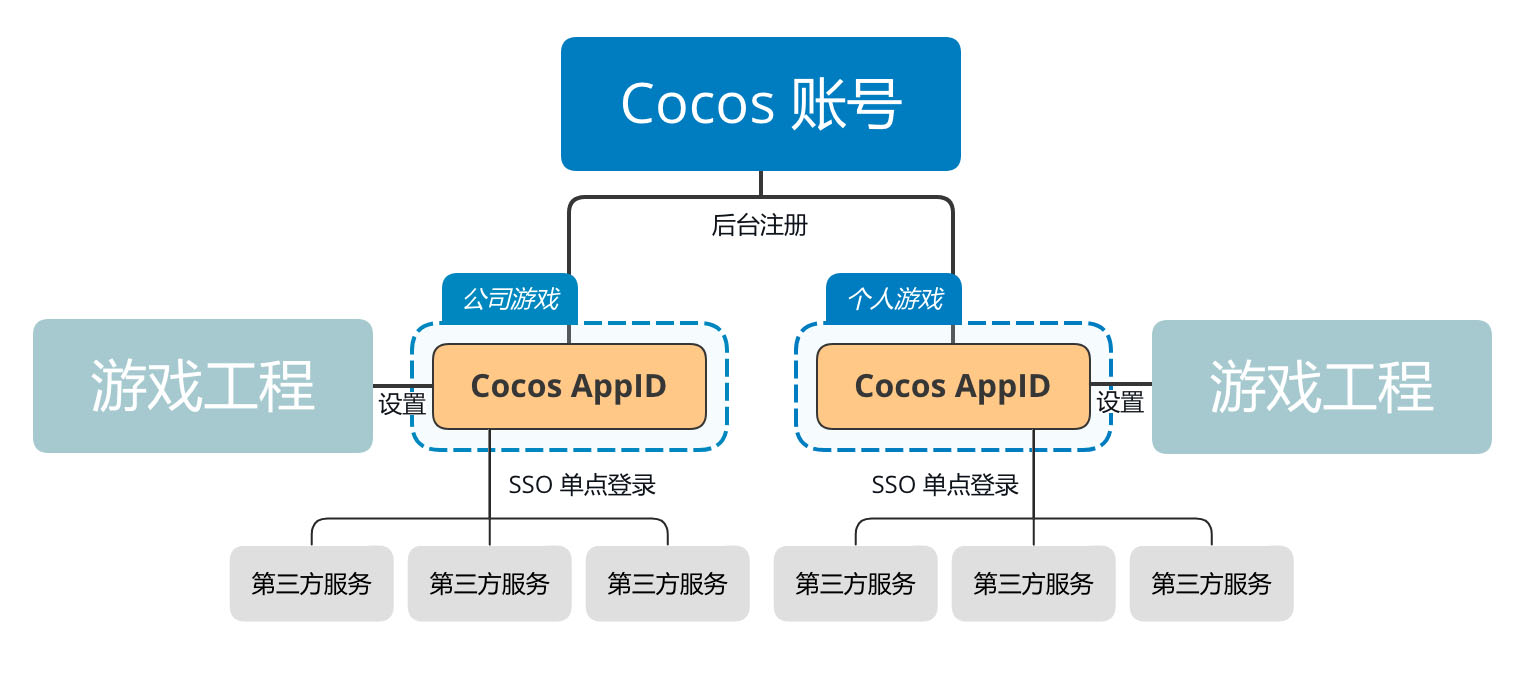 Cocos 账号
后台注册
公司游戏
个人游戏
游戏工程
设置
Cocos AppID
Cocos AppID
设置
游戏工程
SSO 单点登录
SSO 单点登录
第三方服务
第三方服务
第三方服务
第三方服务
第三方服务
第三方服务